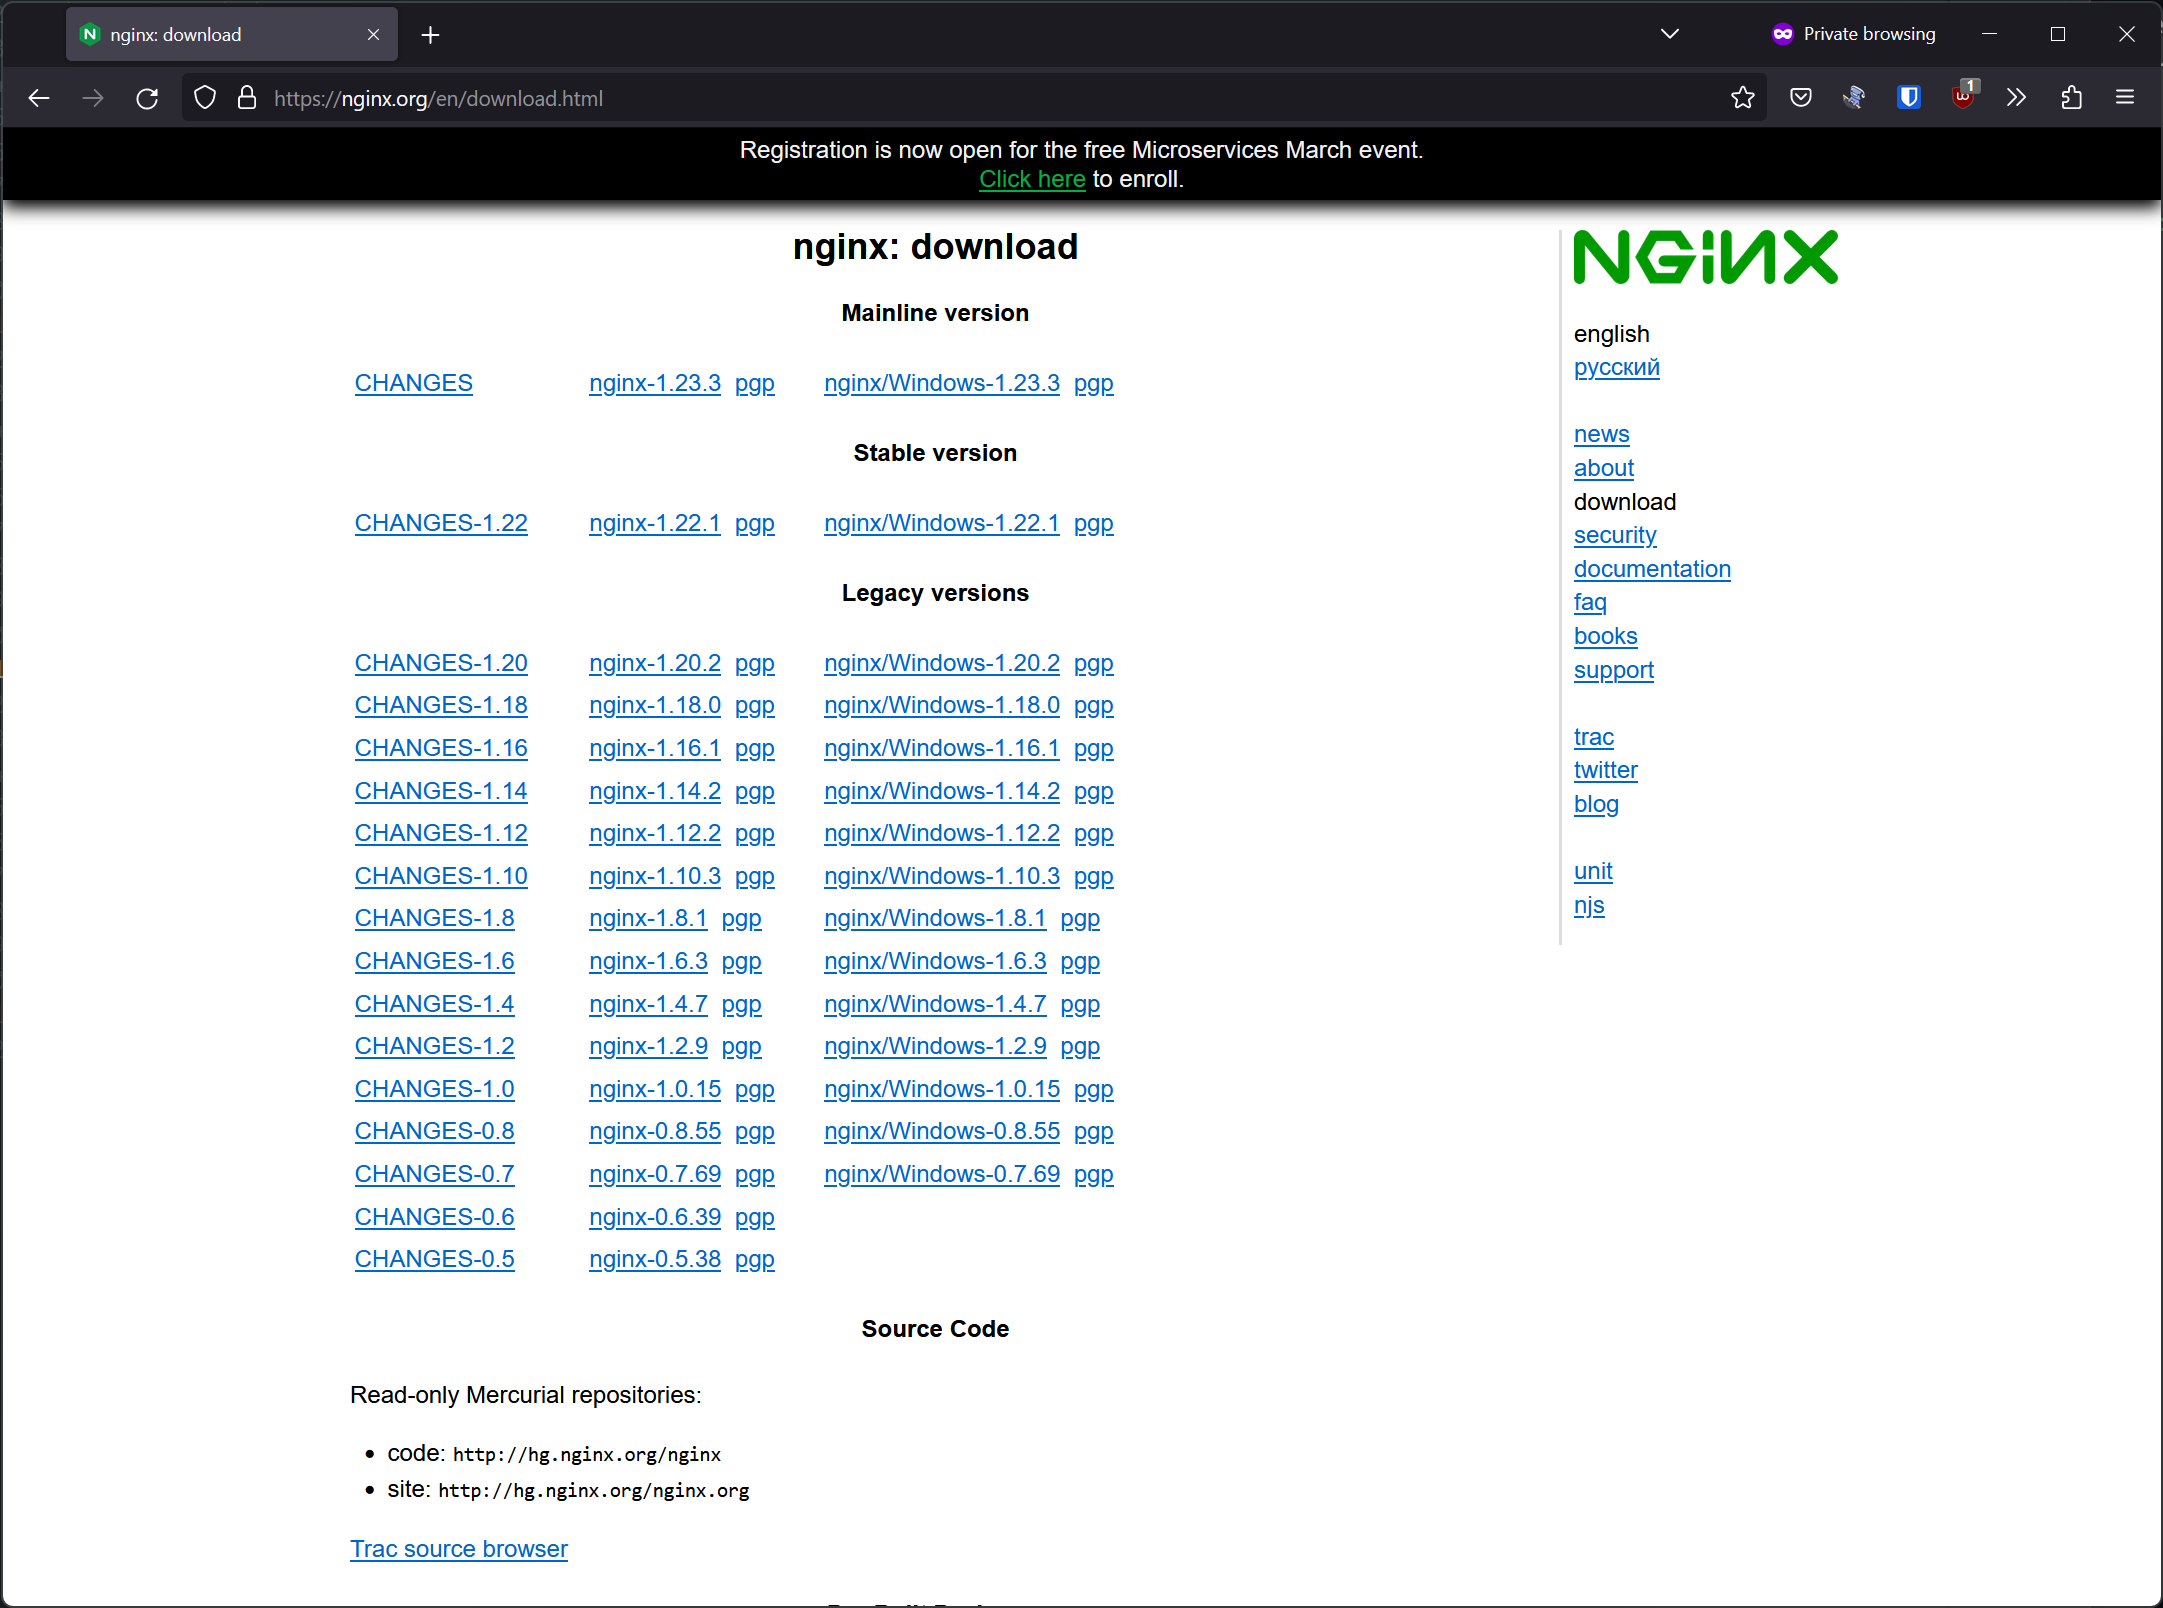 nginx: download
Private browsing
https://nginx.org/en/download.html
1
Registration is now open for the free Microservices March event.
Click here to enroll.
nginx: download
Mainline version
CHANGES nginx-1.23.3 pgp nginx/Windows-1.23.3 pgp
Stable version
CHANGES-1.22 nginx-1.22.1 pgp nginx/Windows-1.22.1 pgp
Legacy versions
CHANGES-1.20 nginx-1.20.2 pgp nginx/Windows-1.20.2 pgp
CHANGES-1.18 nginx-1.18.0 pgp nginx/Windows-1.18.0 pgp
CHANGES-1.16 nginx-1.16.1 pgp nginx/Windows-1.16.1 pgp
CHANGES-1.14 nginx-1.14.2 pgp nginx/Windows-1.14.2 pgp
CHANGES-1.12 nginx-1.12.2 pgp nginx/Windows-1.12.2 pgp
CHANGES-1.10 nginx-1.10.3 pgp nginx/Windows-1.10.3 pgp
CHANGES-1.8 nginx-1.8.1 pgp nginx/Windows-1.8.1 pgp
CHANGES-1.6 nginx-1.6.3 pgp nginx/Windows-1.6.3 pgp
CHANGES-1.4 nginx-1.4.7 pgp nginx/Windows-1.4.7 pgp
CHANGES-1.2 nginx-1.2.9 pgp nginx/Windows-1.2.9 pgp
CHANGES-1.0 nginx-1.0.15 pgp nginx/Windows-1.0.15 pgp
CHANGES-0.8 nginx-0.8.55 pgp nginx/Windows-0.8.55 pgp
CHANGES-0.7 nginx-0.7.69 pgp nginx/Windows-0.7.69 pgp
CHANGES-0.6 nginx-0.6.39 pgp
CHANGES-0.5 nginx-0.5.38 pgp
Source Code
Read-only Mercurial repositories:
• code: http://hg.nginx.org/nginx
• site: http://hg.nginx.org/nginx.org
Trac source browser
NGINX
english
русский
news
about
download
security
documentation
faq
books
support
trac
twitter
blog
unit
njs